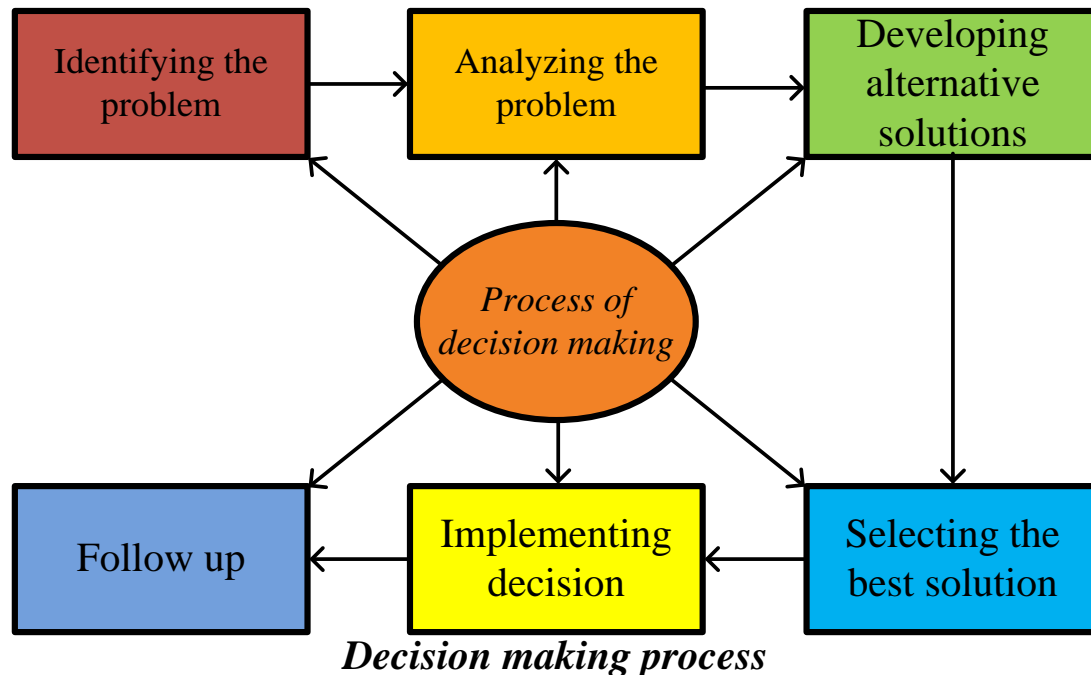 Identifying the
problem
Analyzing the
problem
Developing
alternative
solutions
Process of
decision making
Follow up
Implementing
decision
Selecting the
best solution
Decision making process